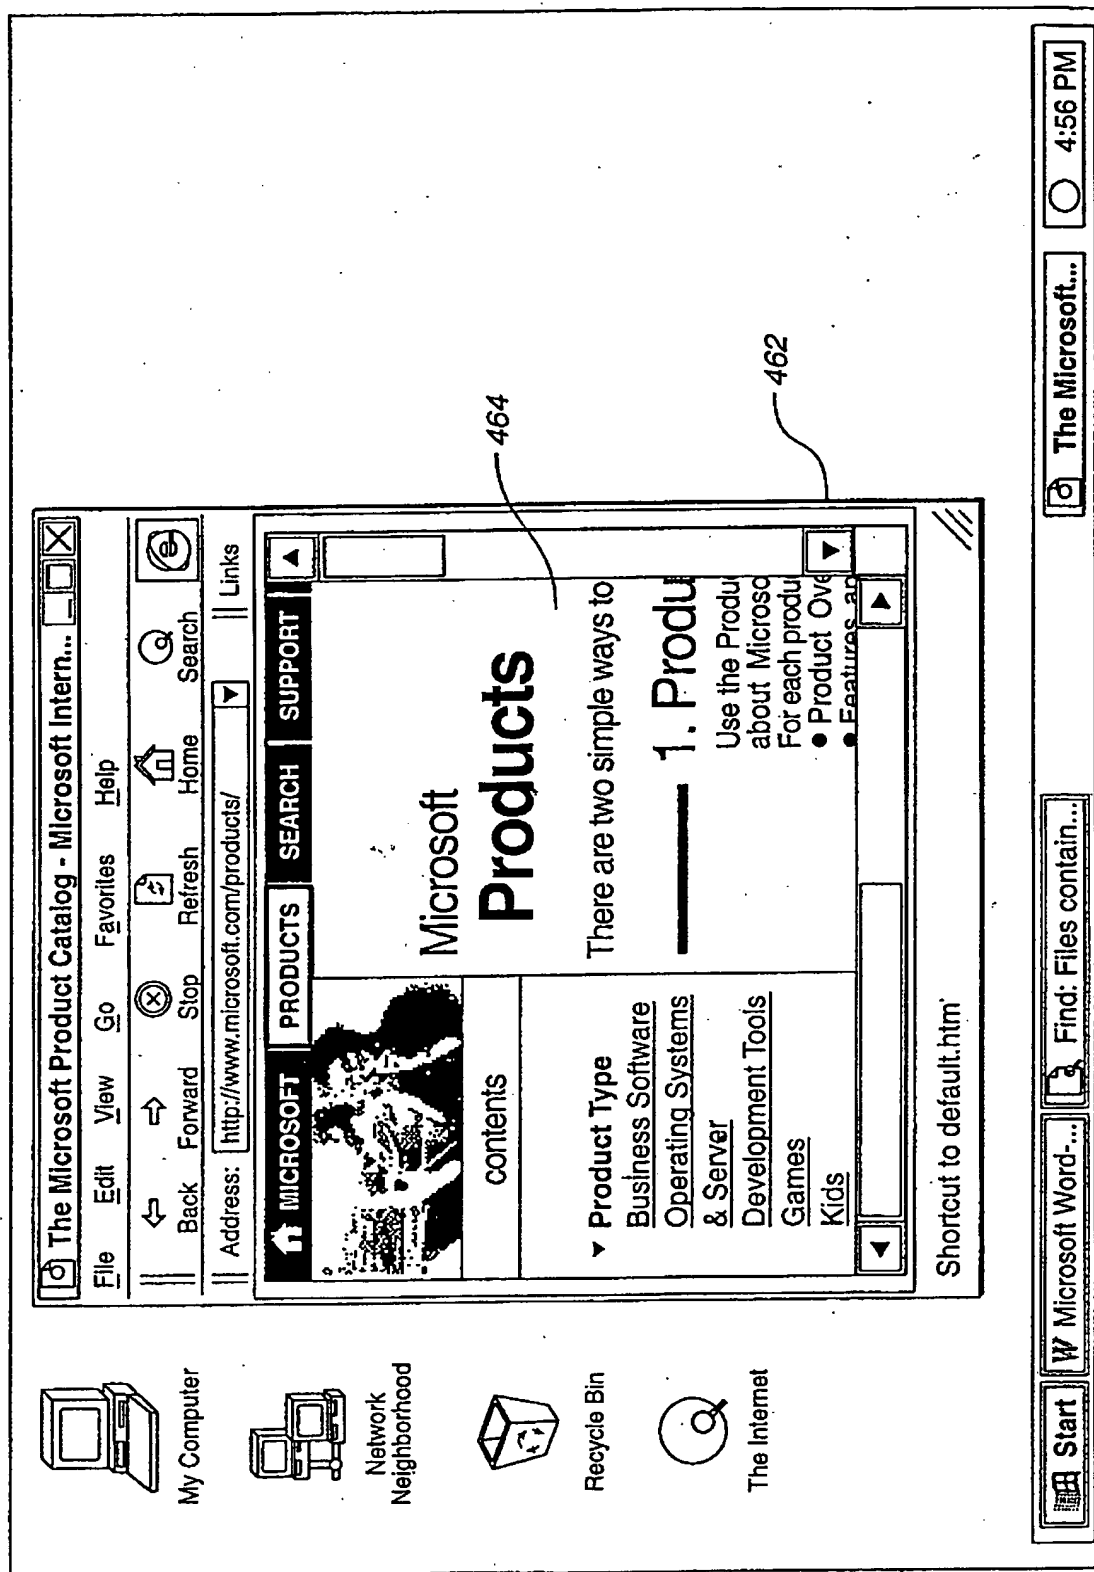 The Microsoft Product Catalog - Microsoft Intern...
File Edit View Go Favorites Help
Back Forward Stop Refresh Home Search
Address: http://www.microsoft.com/products/ Links
MICROSOFT PRODUCTS SEARCH SUPPORT
contents
Product Type
Business Software
Operating Systems
& Server
Development Tools
Games
Kids
Microsoft
Products
There are two simple ways to
1. Produ
Use the Produ
about Microso
For each produ
• Product Ove
• Features an
Shortcut to default.htm'
464
462
My Computer
Network
Neighborhood
Recycle Bin
The Internet
Start
W Microsoft Word-...
Find: Files contain...
The Microsoft...
4:56 PM